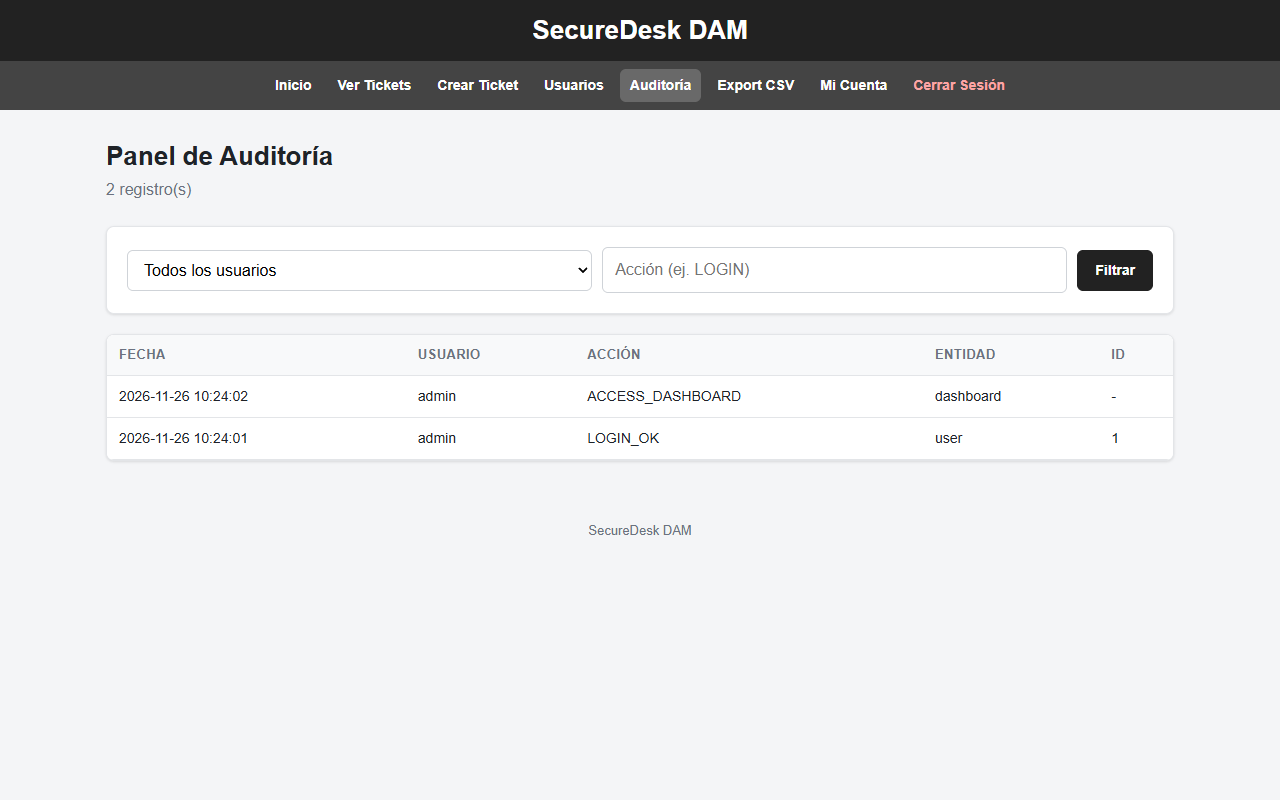 SecureDesk DAM
Inicio Ver Tickets Crear Ticket Usuarios Auditoría Export CSV Mi Cuenta Cerrar Sesión
Panel de Auditoría
2 registro(s)
Todos los usuarios Acción (ej. LOGIN) Filtrar
FECHA USUARIO ACCIÓN ENTIDAD ID
2026-11-26 10:24:02 admin ACCESS_DASHBOARD dashboard -
2026-11-26 10:24:01 admin LOGIN_OK user 1
SecureDesk DAM